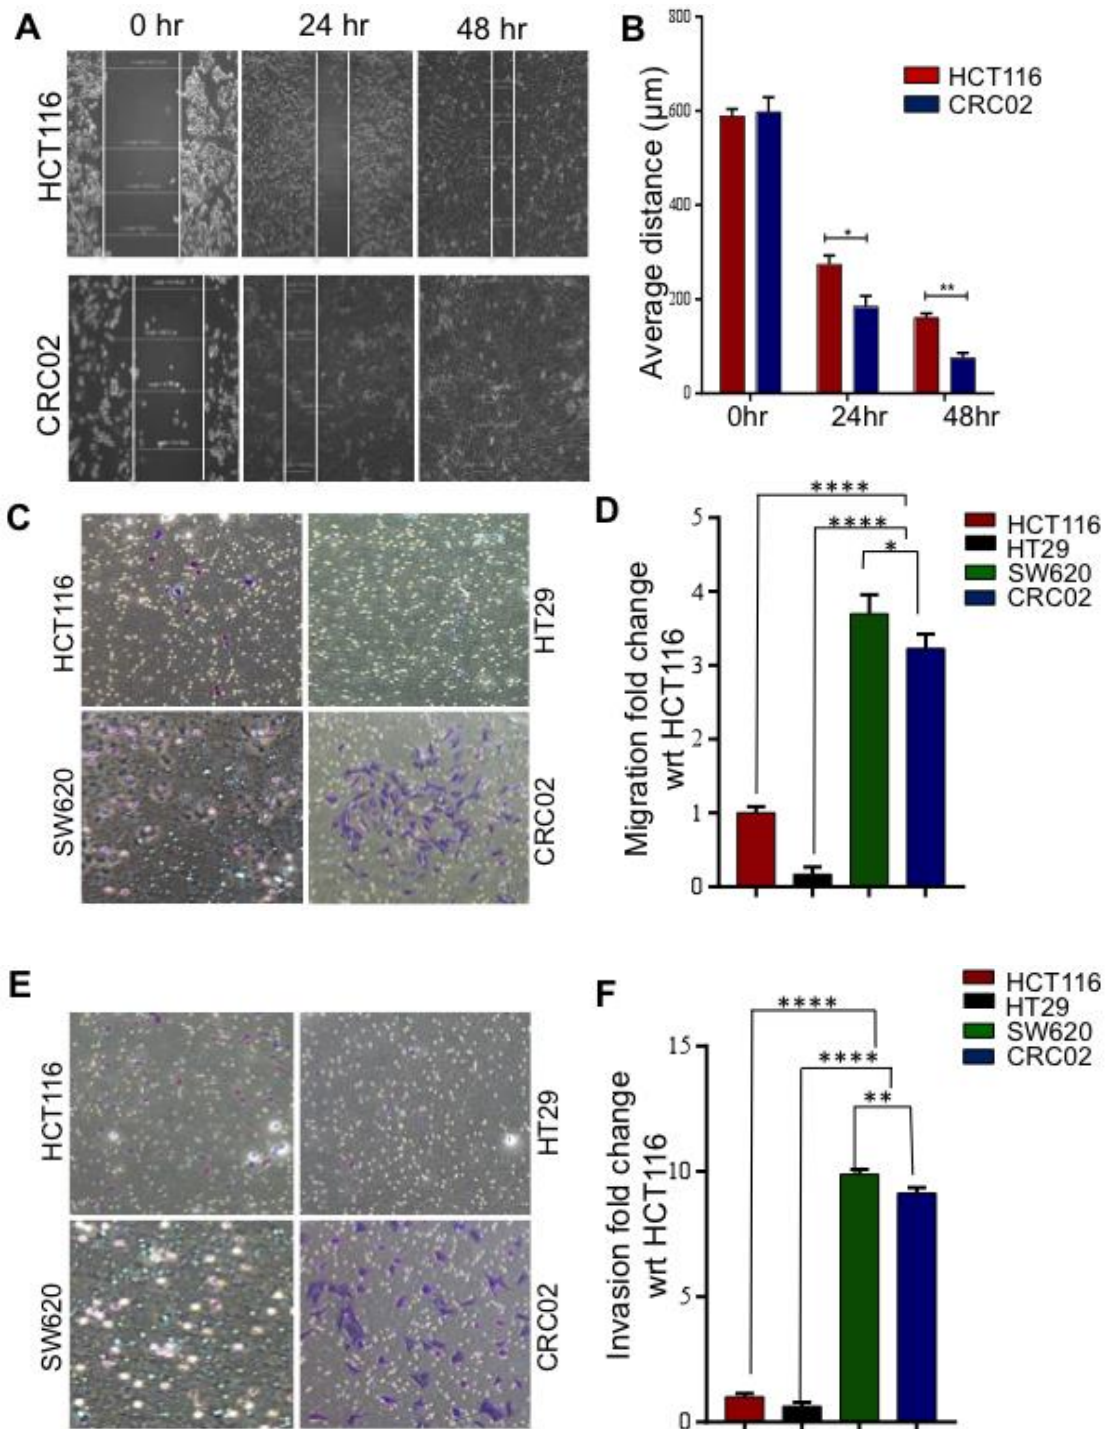 A
0 hr
24 hr
48 hr
HCT116
CRC02
B
Average distance (µm)
800
600
400
200
0
HCT116
CRC02
*
**
0hr
24hr
48hr
C
HCT116
HT29
SW620
CRC02
D
Migration fold change
wrt HCT116
5
4
3
2
1
0
****
****
*
HCT116
HT29
SW620
CRC02
E
HCT116
HT29
SW620
CRC02
F
Invasion fold change
wrt HCT116
15
10
5
0
****
****
**
HCT116
HT29
SW620
CRC02